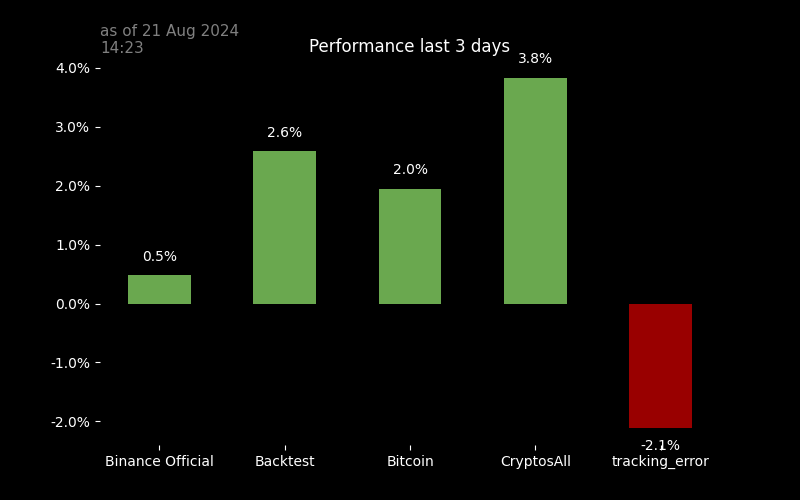 as of 21 Aug 2024
14:23
Performance last 3 days
4.0%
3.0%
2.0%
1.0%
0.0%
-1.0%
-2.0%
0.5%
2.6%
2.0%
3.8%
-2.1%
Binance Official
Backtest
Bitcoin
CryptosAll
tracking_error